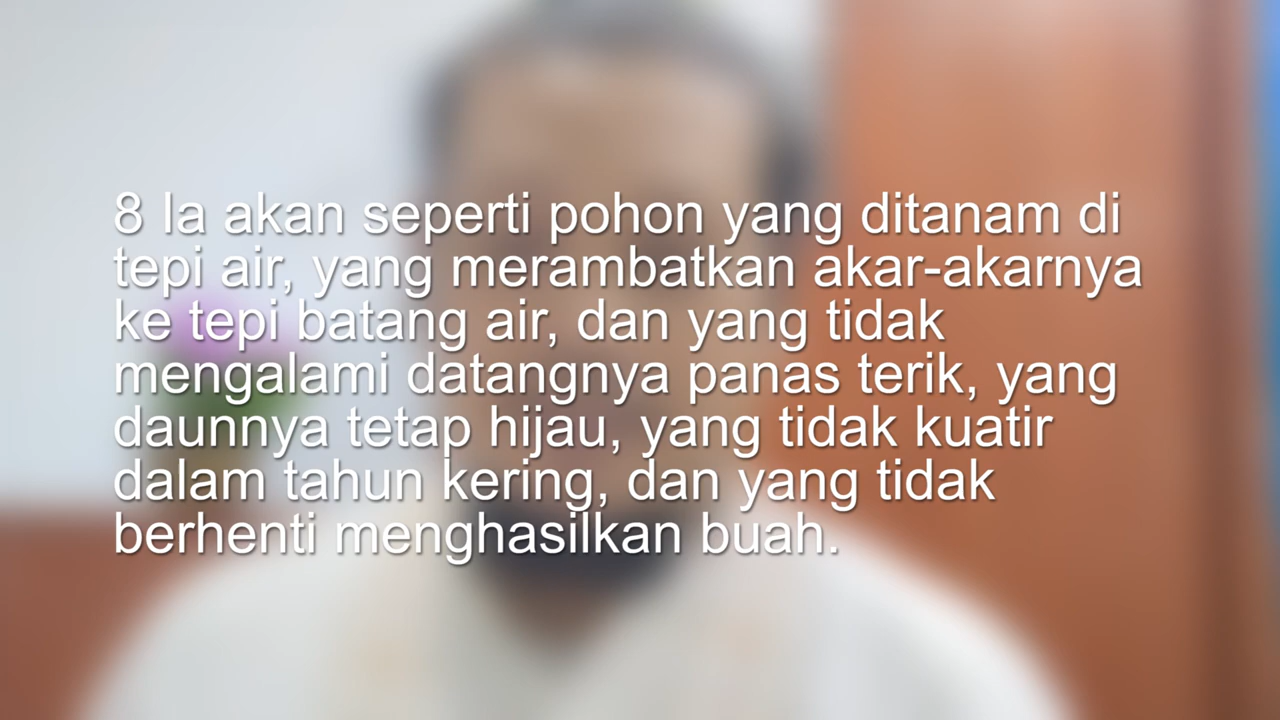 8 Ia akan seperti pohon yang ditanam di
tepi air, yang merambatkan akar-akarnya
ke tepi batang air, dan yang tidak
mengalami datangnya panas terik, yang
daunnya tetap hijau, yang tidak kuatir
dalam tahun kering, dan yang tidak
berhenti menghasilkan buah.